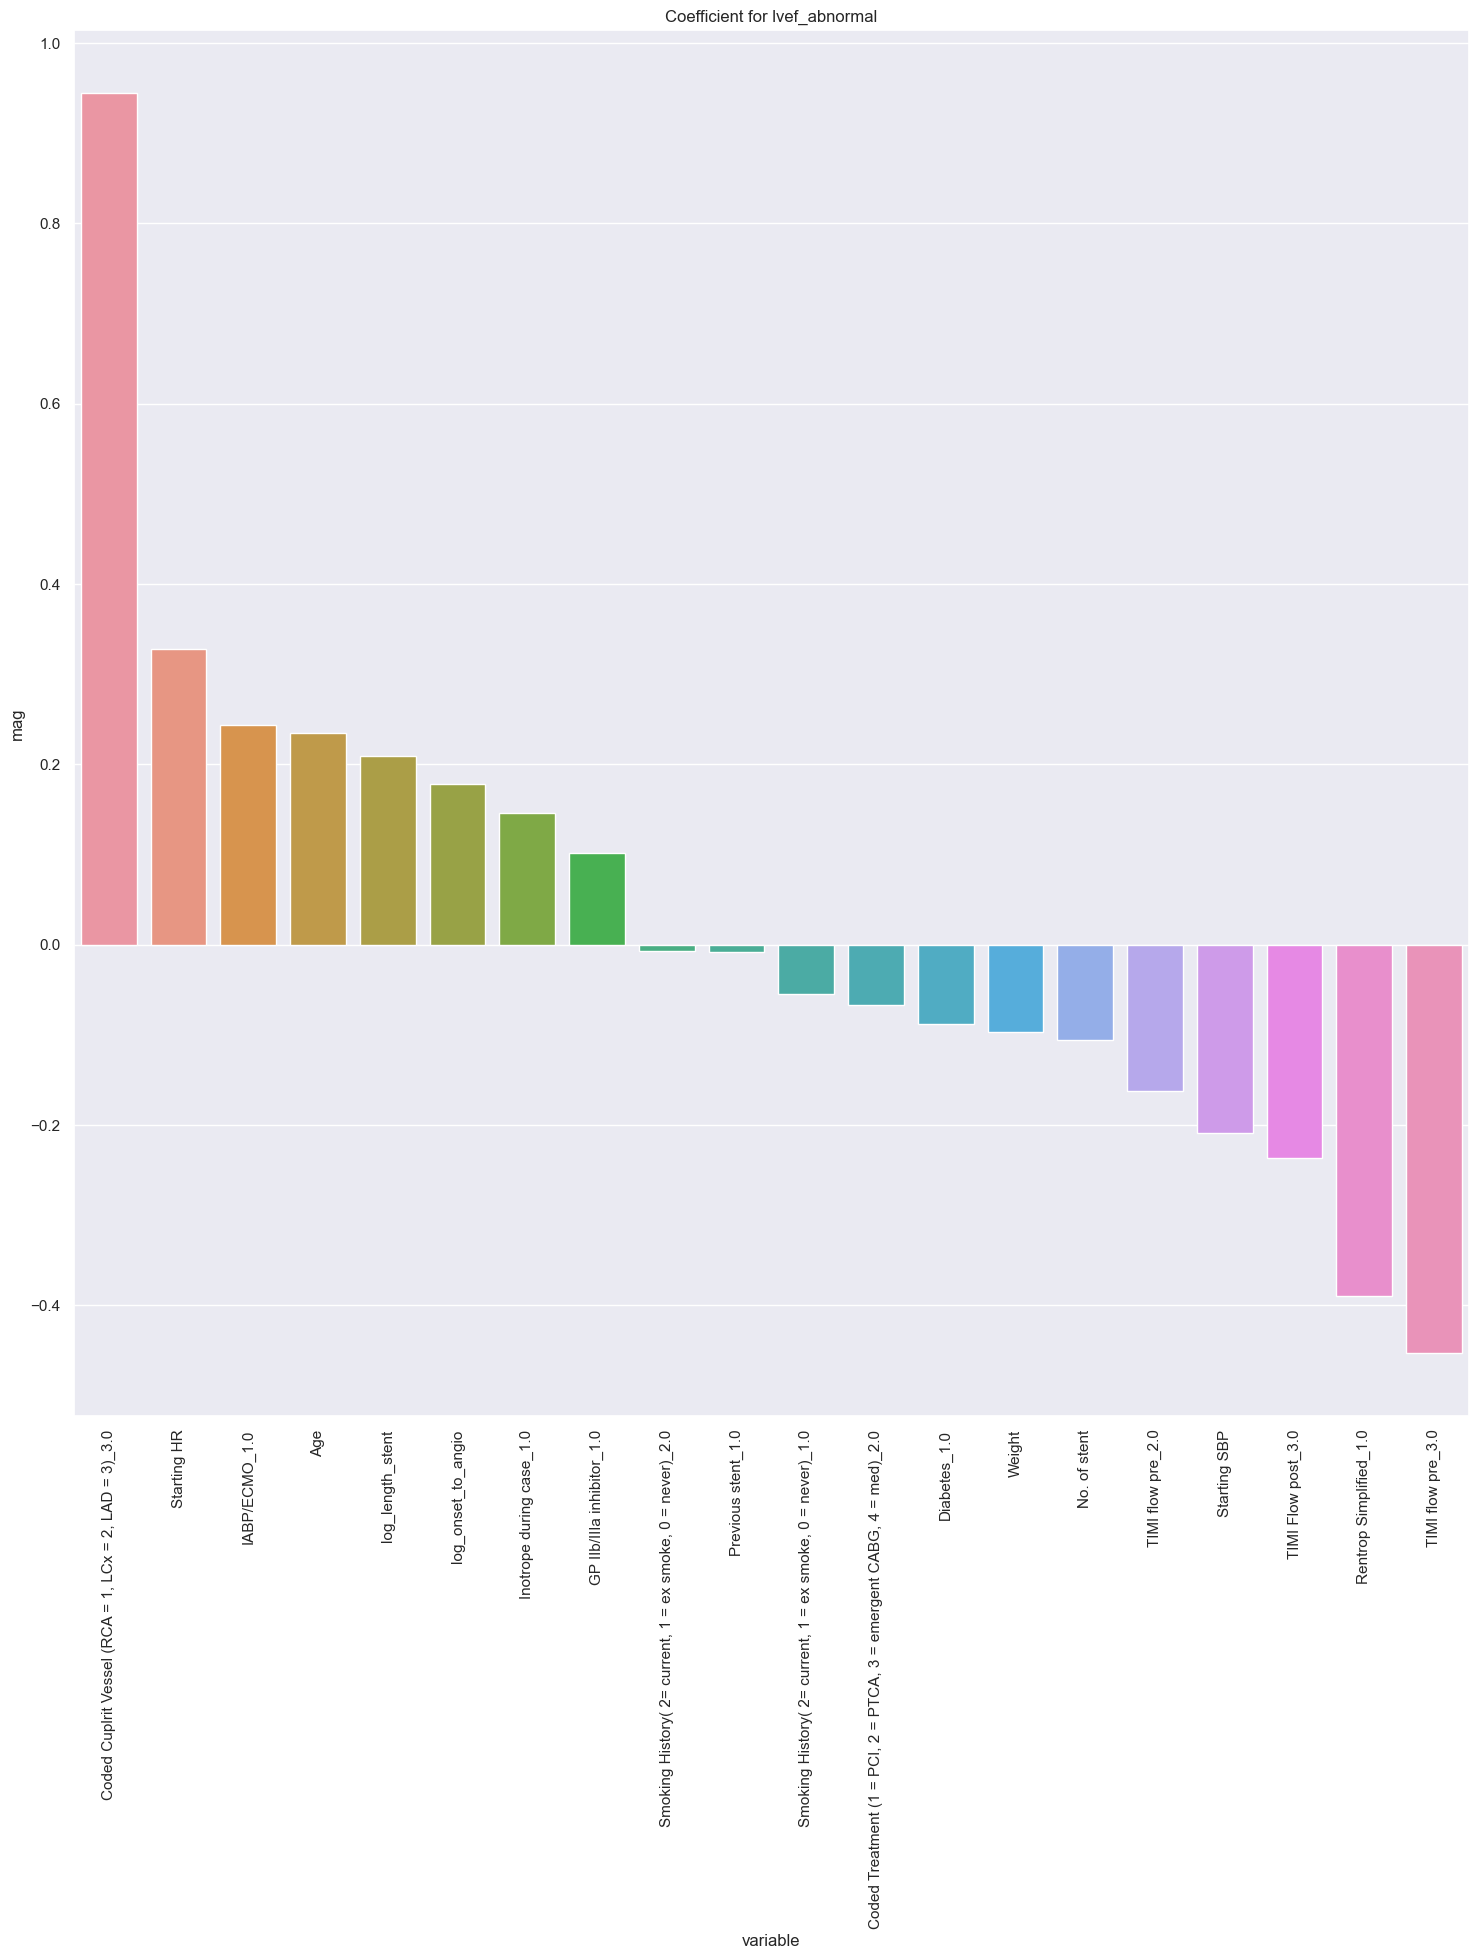 Coefficient for lvef_abnormal
1.0
0.8
0.6
0.4
0.2
0.0
−0.2
−0.4
mag
Coded Cuplrit Vessel (RCA = 1, LCx = 2, LAD = 3)_3.0
Starting HR
IABP/ECMO_1.0
Age
log_length_stent
log_onset_to_angio
Inotrope during case_1.0
GP IIb/IIIa inhibitor_1.0
Smoking History( 2= current, 1 = ex smoke, 0 = never)_2.0
Previous stent_1.0
Smoking History( 2= current, 1 = ex smoke, 0 = never)_1.0
Coded Treatment (1 = PCI, 2 = PTCA, 3 = emergent CABG, 4 = med)_2.0
Diabetes_1.0
Weight
No. of stent
TIMI flow pre_2.0
Starting SBP
TIMI Flow post_3.0
Rentrop Simplified_1.0
TIMI flow pre_3.0
variable